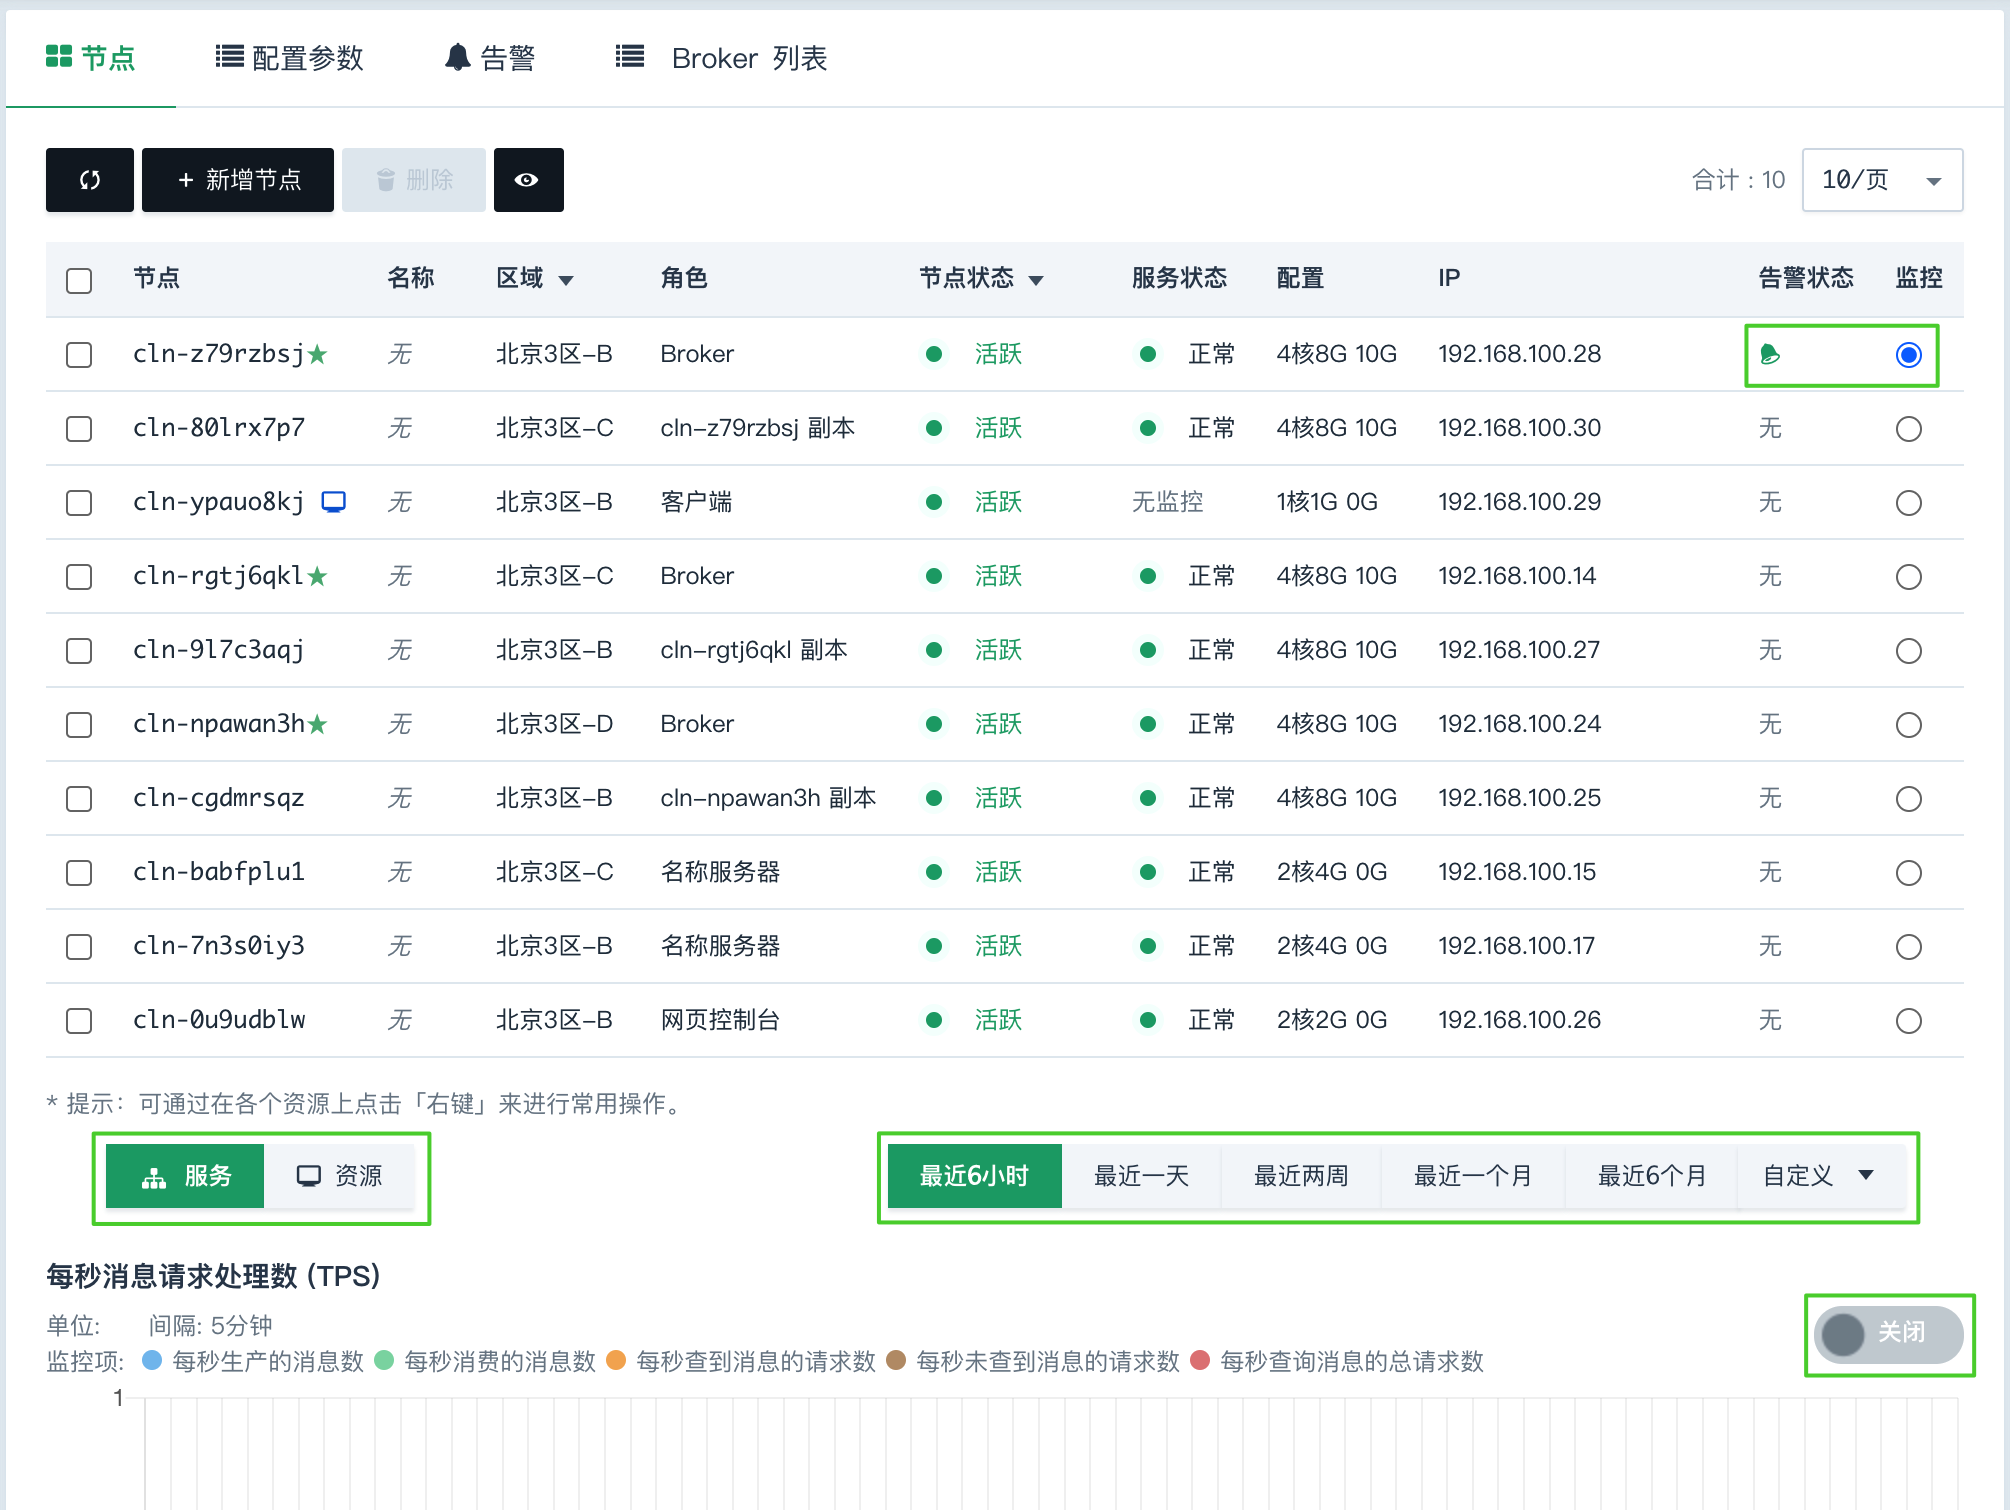 节点 配置参数 告警 Broker 列表
+ 新增节点 删除 合计 : 10 10/页
节点 名称 区域 角色 节点状态 服务状态 配置 IP 告警状态 监控
cln-z79rzbsj 无 北京3区-B Broker 活跃 正常 4核8G 10G 192.168.100.28
cln-80lrx7p7 无 北京3区-C cln-z79rzbsj 副本 活跃 正常 4核8G 10G 192.168.100.30 无
cln-ypauo8kj 无 北京3区-B 客户端 活跃 无监控 1核1G 0G 192.168.100.29 无
cln-rgtj6qkl 无 北京3区-C Broker 活跃 正常 4核8G 10G 192.168.100.14 无
cln-9l7c3aqj 无 北京3区-B cln-rgtj6qkl 副本 活跃 正常 4核8G 10G 192.168.100.27 无
cln-npawan3h 无 北京3区-D Broker 活跃 正常 4核8G 10G 192.168.100.24 无
cln-cgdmrsqz 无 北京3区-B cln-npawan3h 副本 活跃 正常 4核8G 10G 192.168.100.25 无
cln-babfplu1 无 北京3区-C 名称服务器 活跃 正常 2核4G 0G 192.168.100.15 无
cln-7n3s0iy3 无 北京3区-B 名称服务器 活跃 正常 2核4G 0G 192.168.100.17 无
cln-0u9udblw 无 北京3区-B 网页控制台 活跃 正常 2核2G 0G 192.168.100.26 无
* 提示：可通过在各个资源上点击「右键」来进行常用操作。
服务 资源 最近6小时 最近一天 最近两周 最近一个月 最近6个月 自定义
每秒消息请求处理数 (TPS)
单位: 间隔: 5分钟 关闭
监控项: 每秒生产的消息数 每秒消费的消息数 每秒查到消息的请求数 每秒未查到消息的请求数 每秒查询消息的总请求数
1